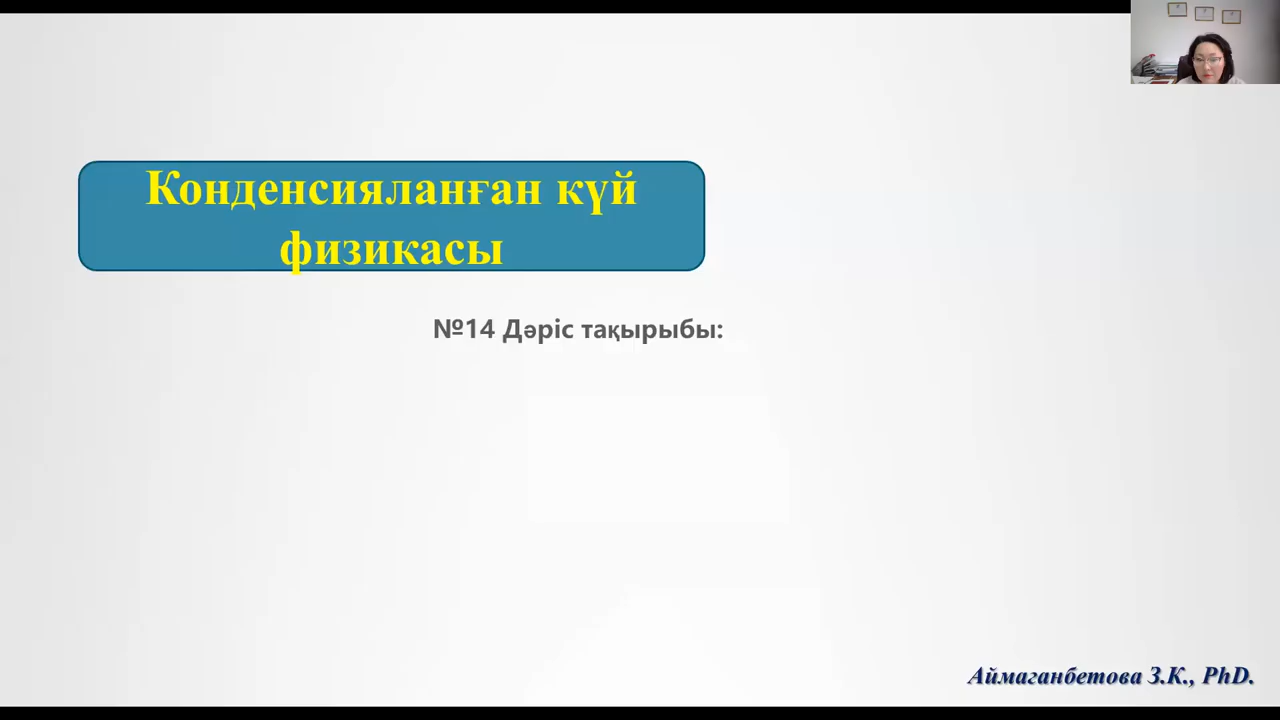 Конденсияланған күй
физикасы
№14 Дәріс тақырыбы:
Аймаганбетова З.К., PhD.